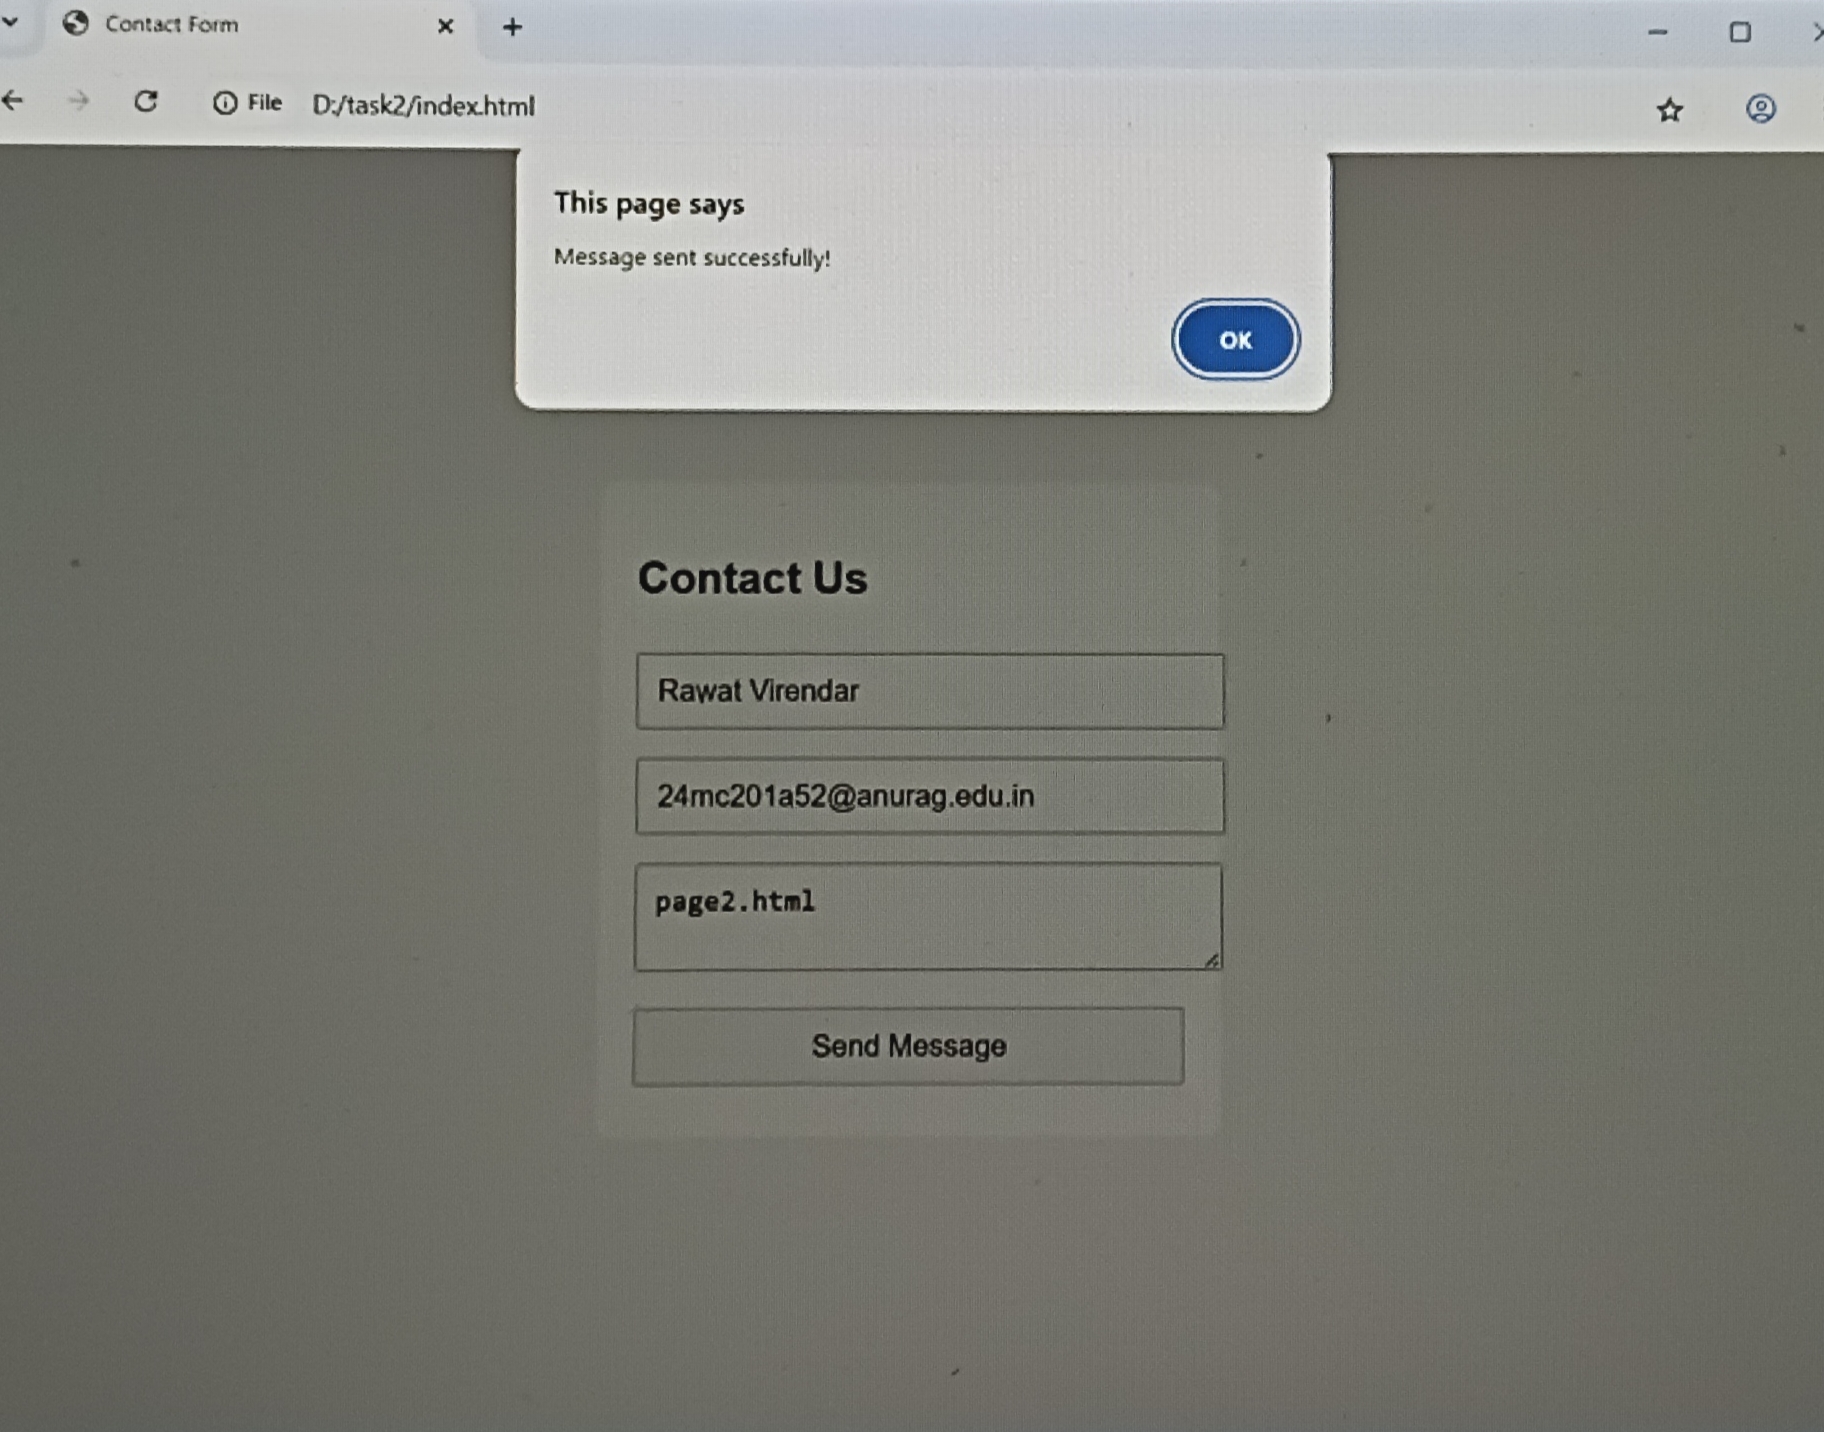 Contact Form
File D:/task2/index.html
This page says
Message sent successfully!
OK
Contact Us
Rawat Virendar
24mc201a52@anurag.edu.in
page2.html
Send Message